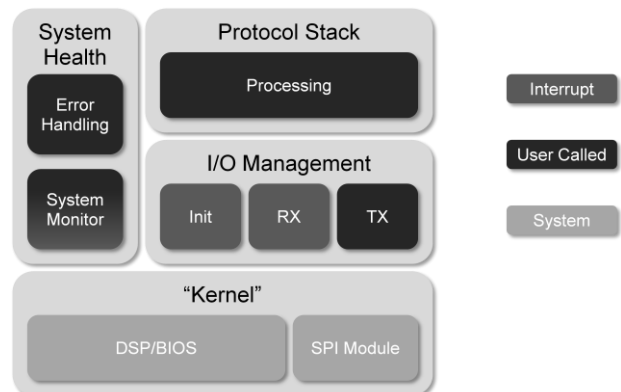 System
Health
Error
Handling
System
Monitor
Protocol Stack
Processing
I/O Management
Init
RX
TX
“Kernel”
DSP/BIOS
SPI Module
Interrupt
User Called
System